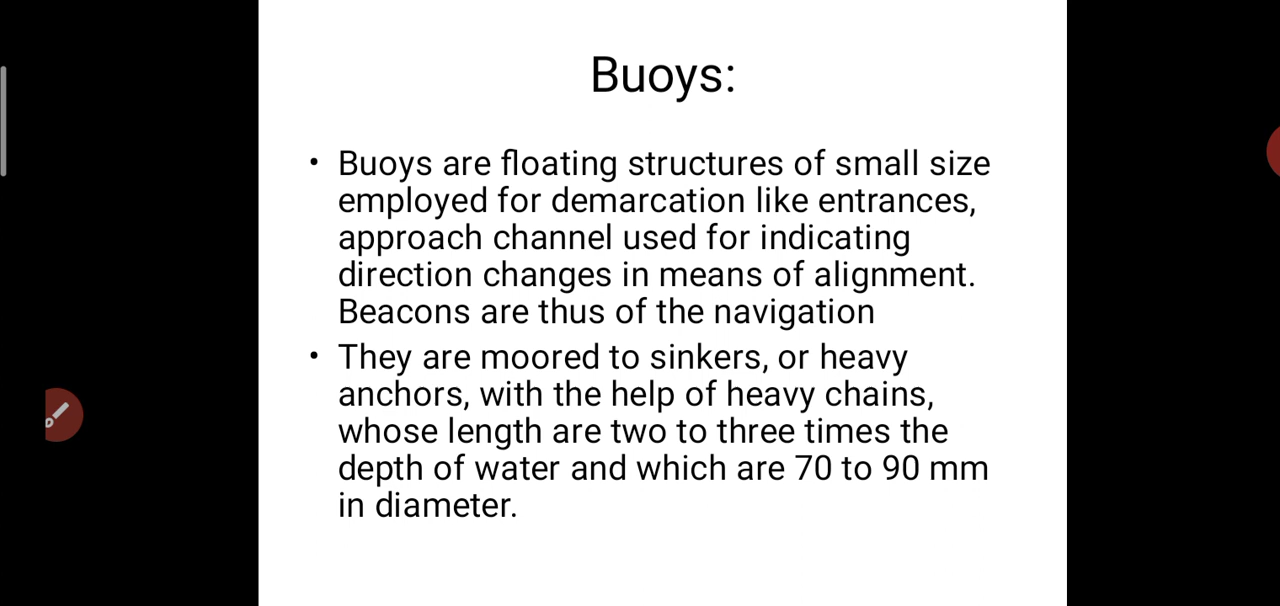 Buoys:
• Buoys are floating structures of small size
employed for demarcation like entrances,
approach channel used for indicating
direction changes in means of alignment.
Beacons are thus of the navigation
• They are moored to sinkers, or heavy
anchors, with the help of heavy chains,
whose length are two to three times the
depth of water and which are 70 to 90 mm
in diameter.